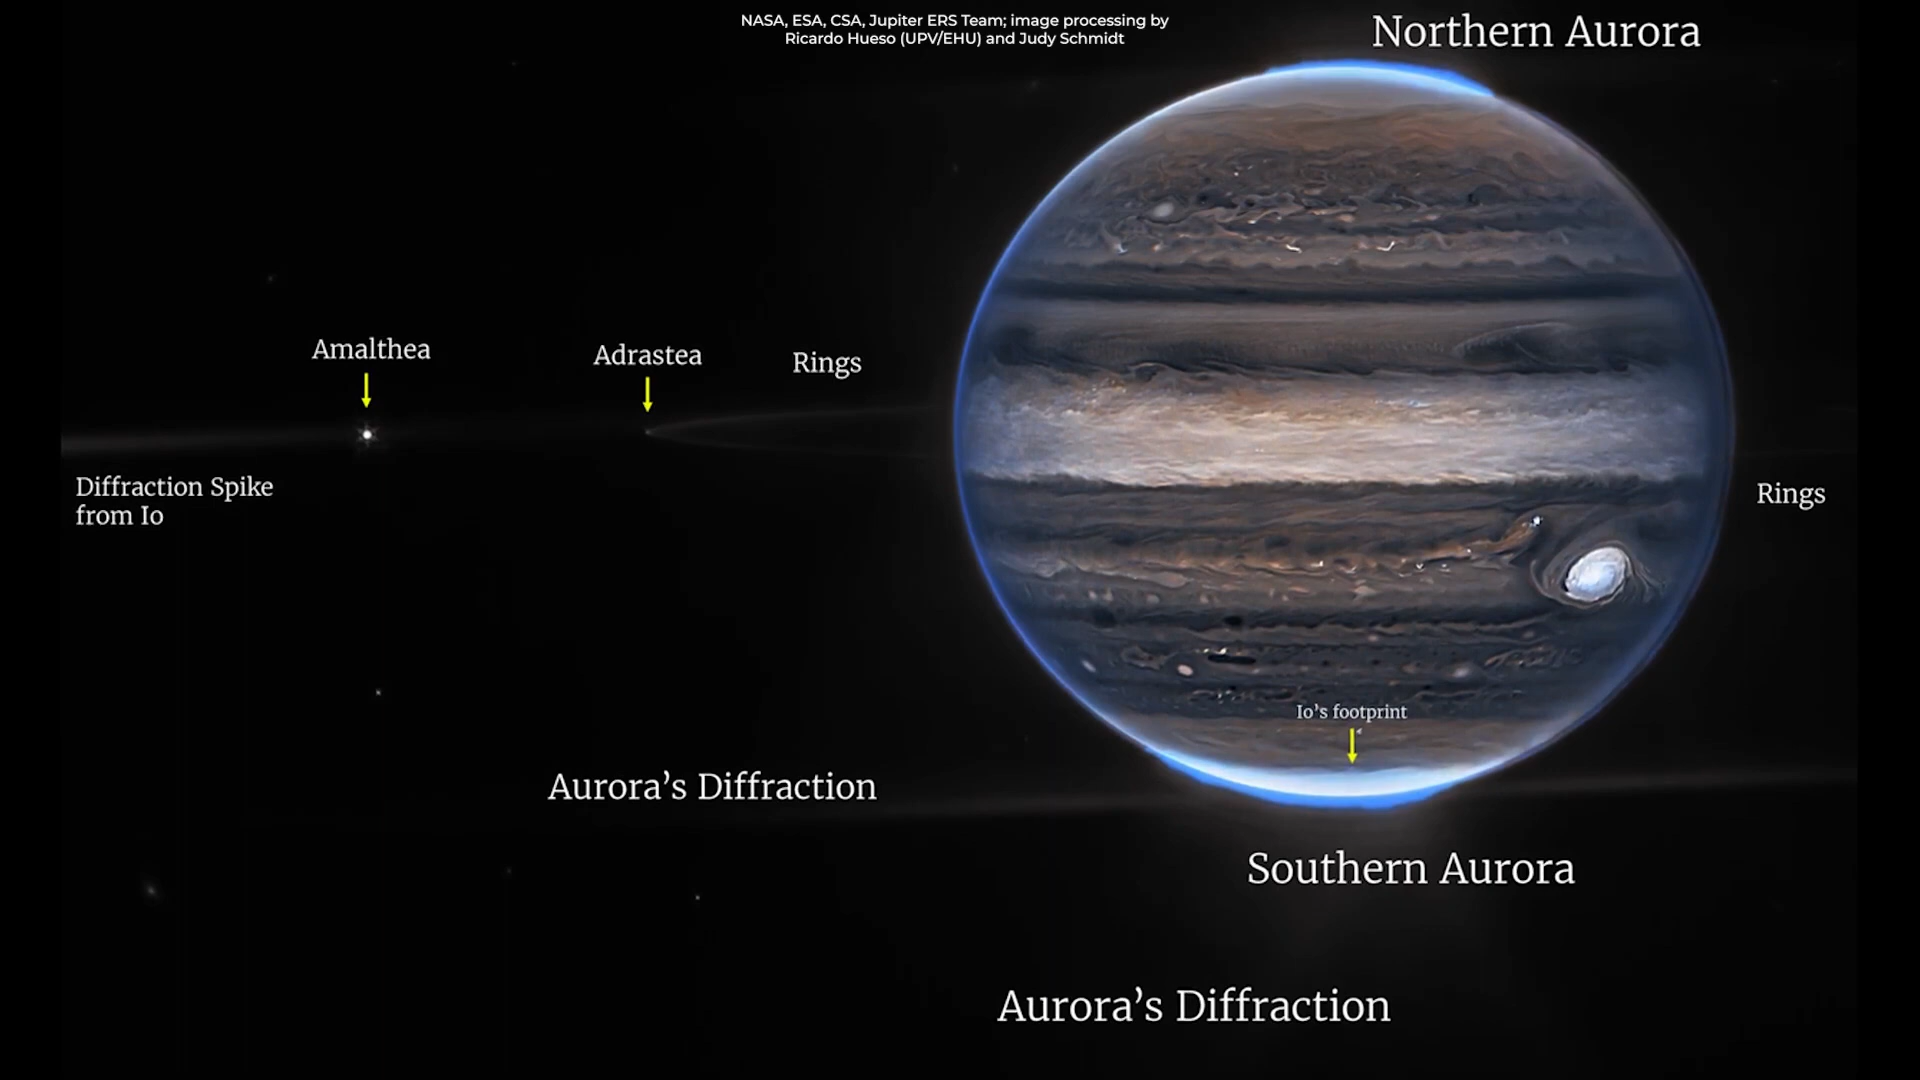 NASA, ESA, CSA, Jupiter ERS Team; image processing by
Ricardo Hueso (UPV/EHU) and Judy Schmidt
Northern Aurora
Amalthea
Adrastea
Rings
Diffraction Spike
from Io
Rings
Io’s footprint
Aurora’s Diffraction
Southern Aurora
Aurora’s Diffraction